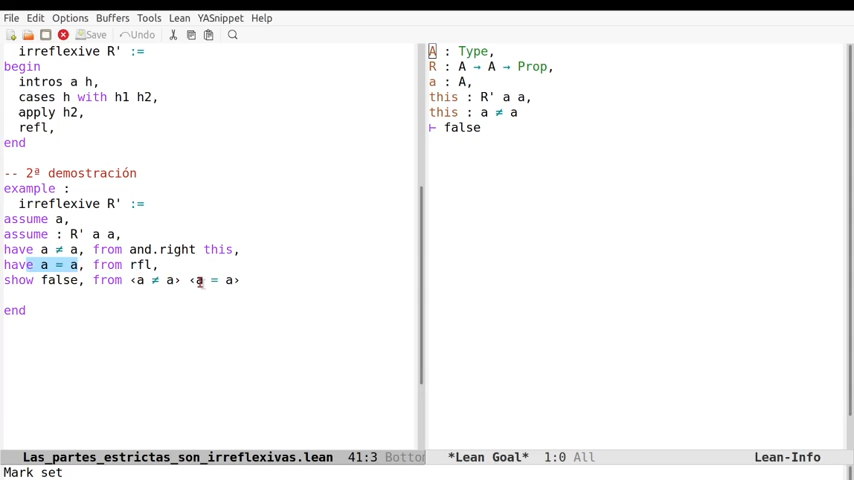 File Edit Options Buffers Tools Lean YASnippet Help
Save Undo
irreflexive R' :=
begin
intros a h,
cases h with h1 h2,
apply h2,
refl,
end
-- 2ª demostración
example :
irreflexive R' :=
assume a,
assume : R' a a,
have a ≠ a, from and.right this,
have a = a, from rfl,
show false, from ‹a ≠ a› ‹a = a›
end
Las_partes_estrictas_son_irreflexivas.lean 41:3 Bottom
Mark set
A : Type,
R : A → A → Prop,
a : A,
this : R' a a,
this : a ≠ a
⊢ false
*Lean Goal* 1:0 All Lean-Info